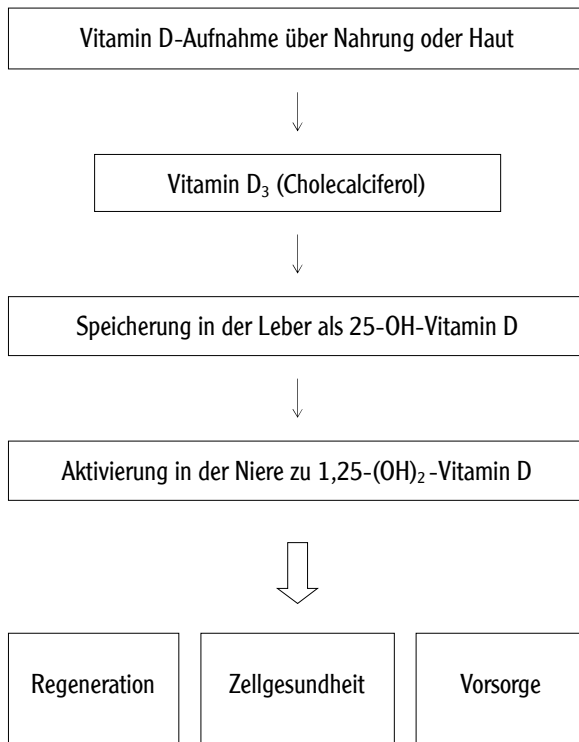 Vitamin D-Aufnahme über Nahrung oder Haut
Vitamin D₃ (Cholecalciferol)
Speicherung in der Leber als 25-OH-Vitamin D
Aktivierung in der Niere zu 1,25-(OH)₂ -Vitamin D
Regeneration
Zellgesundheit
Vorsorge